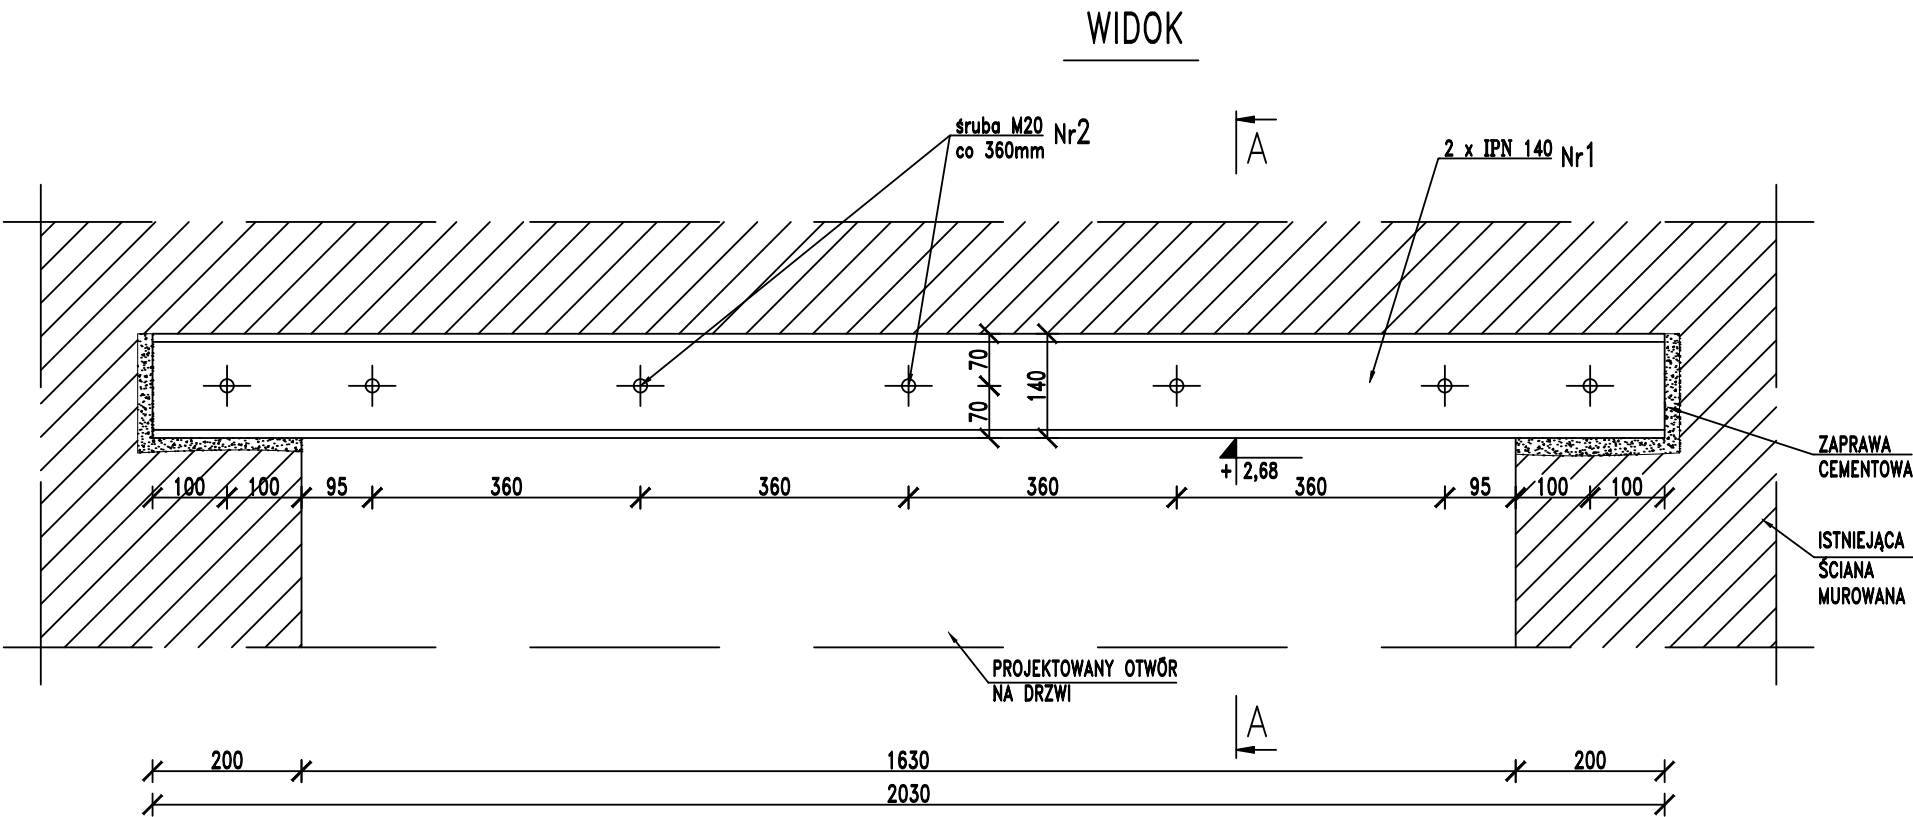 WIDOK
śruba M20 Nr2
co 360mm
A
2 x IPN 140 Nr1
70
70
140
+ 2,68
ZAPRAWA
CEMENTOWA
100 100 95 360 360 360 360 95 100 100
ISTNIEJĄCA
ŚCIANA
MUROWANA
PROJEKTOWANY OTWÓR
NA DRZWI
A
200 1630 200
2030